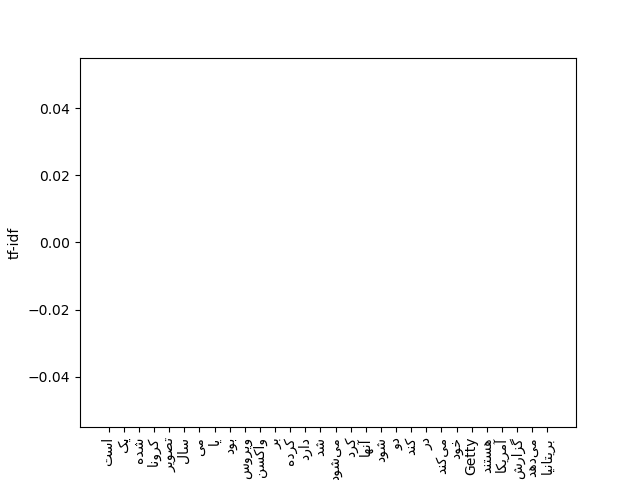 0.04
0.02
0.00
−0.02
−0.04
tf-idf
است
یک
شده
کرونا
تصویر
سال
می
با
بود
ویروس
واکسن
بر
کرده
دارد
شد
می‌شود
کرد
آنها
شود
دو
کند
در
می‌کند
خود
Getty
هستند
آمریکا
گزارش
می‌دهد
بریتانیا